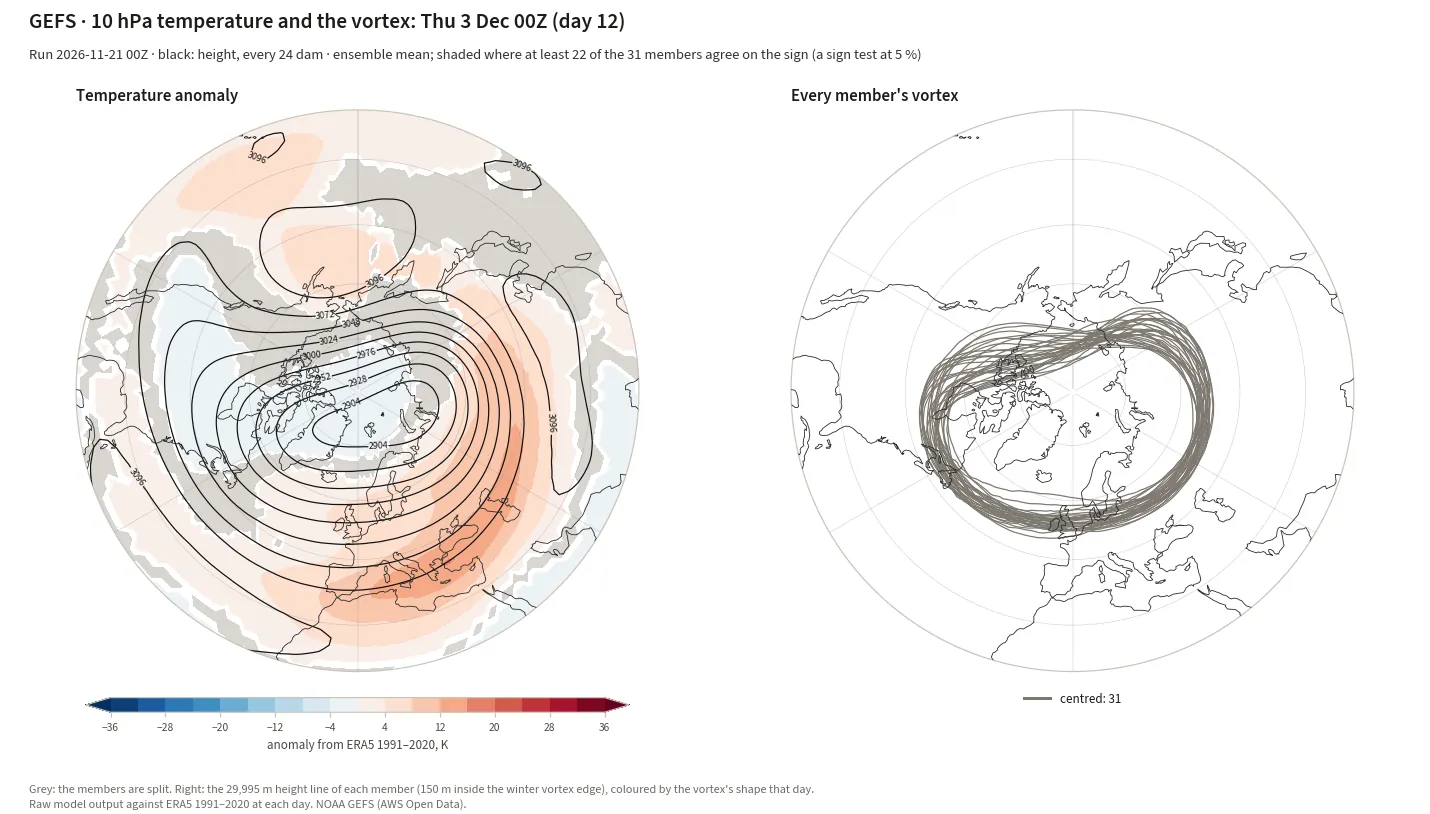 GEFS · 10 hPa temperature and the vortex: Thu 3 Dec 00Z (day 12)
Run 2026-11-21 00Z · black: height, every 24 dam · ensemble mean; shaded where at least 22 of the 31 members agree on the sign (a sign test at 5 %)
Temperature anomaly
Every member's vortex
3096
3096
3096
3072
3048
3024
3000
2976
2952
2928
2904
2904
3096
3096
centred: 31
−36 −28 −20 −12 −4 4 12 20 28 36
anomaly from ERA5 1991–2020, K
Grey: the members are split. Right: the 29,995 m height line of each member (150 m inside the winter vortex edge), coloured by the vortex's shape that day.
Raw model output against ERA5 1991–2020 at each day. NOAA GEFS (AWS Open Data).